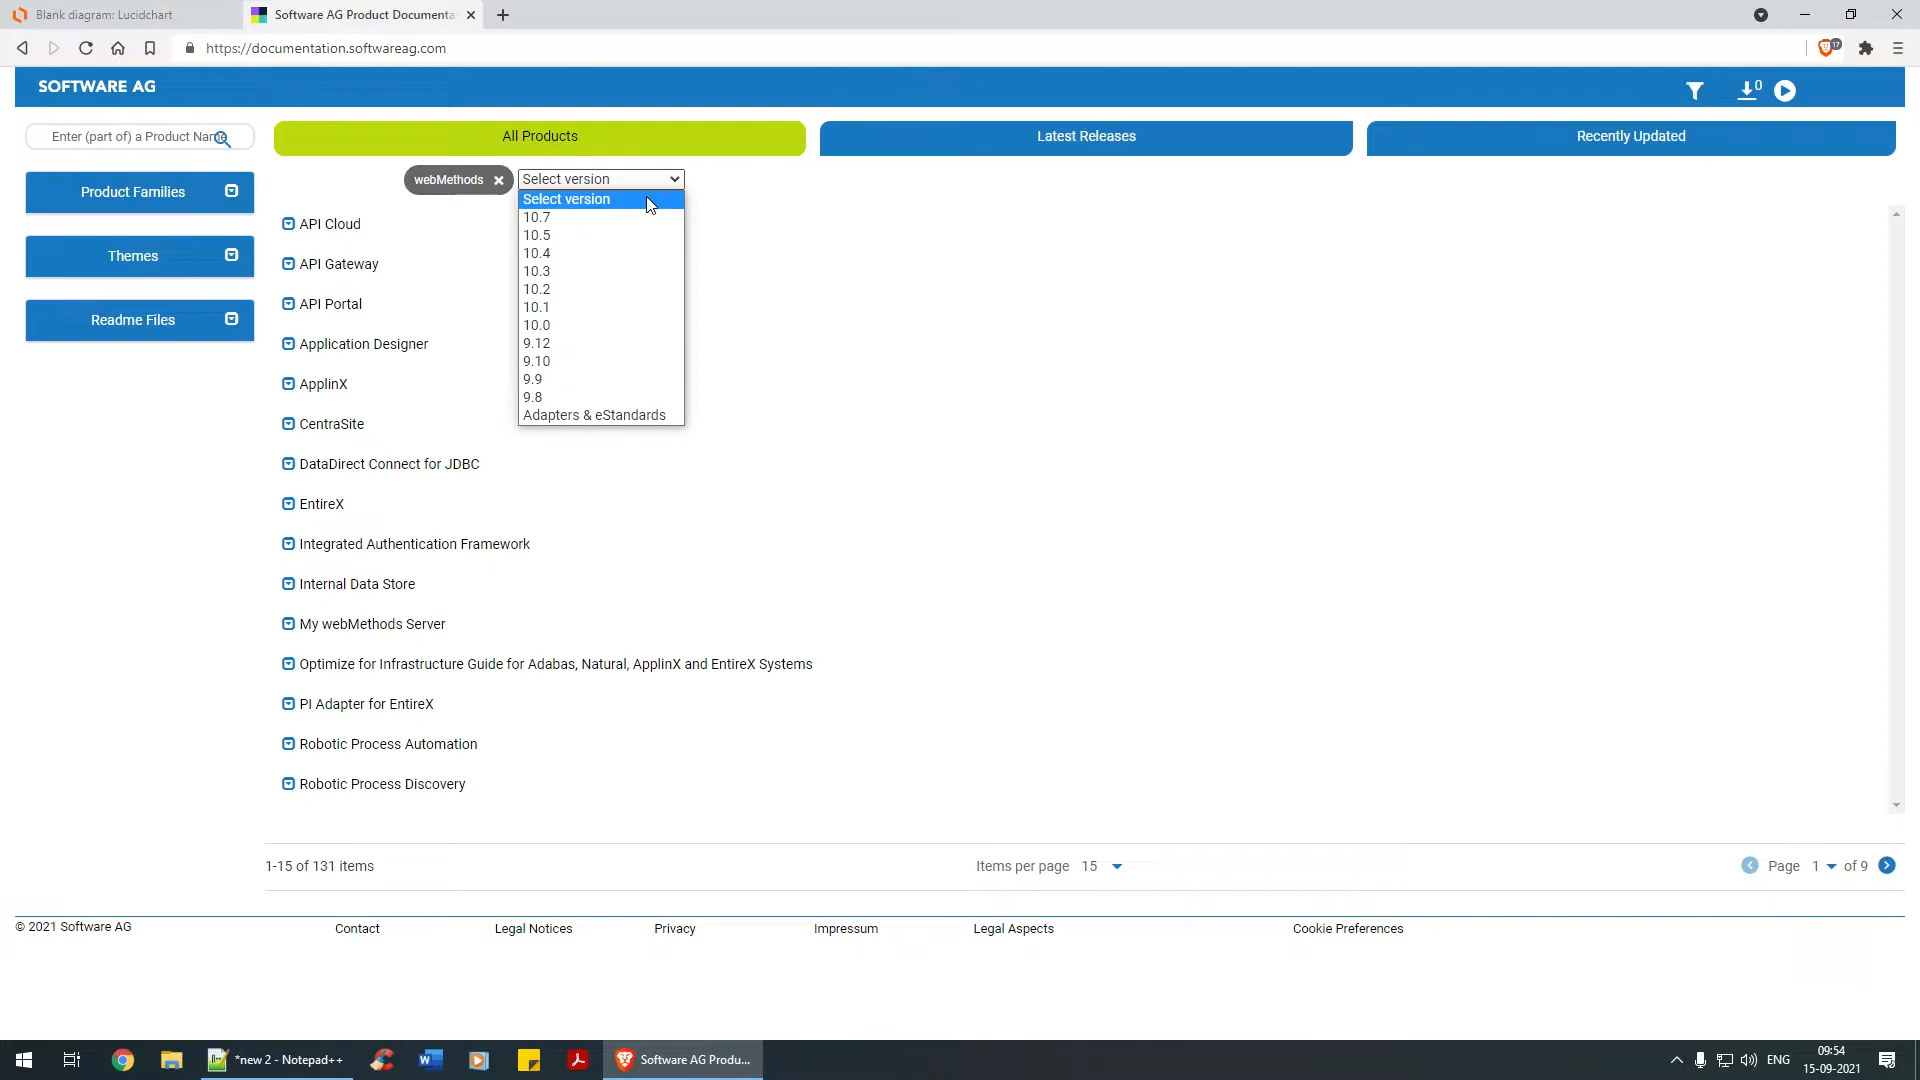 Blank diagram: Lucidchart
Software AG Product Documenta
https://documentation.softwareag.com
17
SOFTWARE AG
0
Enter (part of) a Product Name
All Products
Latest Releases
Recently Updated
webMethods
Select version
Product Families
Themes
Readme Files
Select version
10.7
10.5
10.4
10.3
10.2
10.1
10.0
9.12
9.10
9.9
9.8
Adapters & eStandards
API Cloud
API Gateway
API Portal
Application Designer
ApplinX
CentraSite
DataDirect Connect for JDBC
EntireX
Integrated Authentication Framework
Internal Data Store
My webMethods Server
Optimize for Infrastructure Guide for Adabas, Natural, ApplinX and EntireX Systems
PI Adapter for EntireX
Robotic Process Automation
Robotic Process Discovery
1-15 of 131 items
Items per page 15
Page 1 of 9
© 2021 Software AG
Contact
Legal Notices
Privacy
Impressum
Legal Aspects
Cookie Preferences
*new 2 - Notepad++
Software AG Produ...
ENG
09:54
15-09-2021